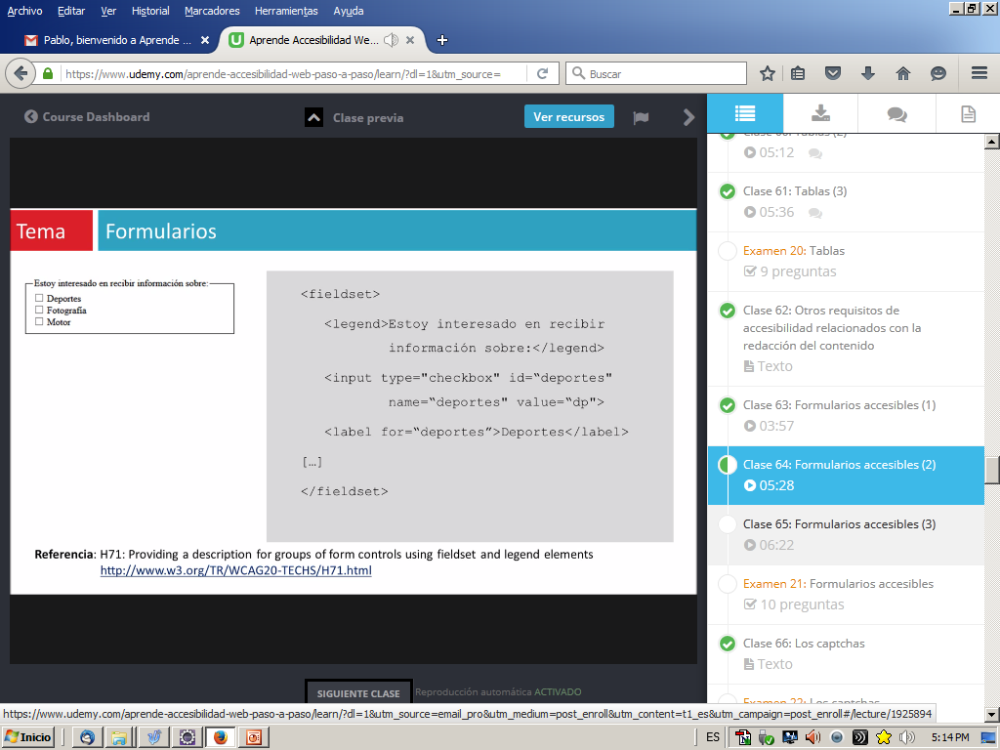 Archivo Editar Ver Historial Marcadores Herramientas Ayuda
Pablo, bienvenido a Aprende ...
Aprende Accesibilidad We...
https://www.udemy.com/aprende-accesibilidad-web-paso-a-paso/learn/?dl=1&utm_source=
Buscar
Course Dashboard
Clase previa
Ver recursos
Tema
Formularios
Estoy interesado en recibir información sobre:
Deportes
Fotografía
Motor
<fieldset>
<legend>Estoy interesado en recibir
información sobre:</legend>
<input type="checkbox" id=“deportes"
name=“deportes" value=“dp">
<label for=“deportes”>Deportes</label>
[…]
</fieldset>
Referencia: H71: Providing a description for groups of form controls using fieldset and legend elements
http://www.w3.org/TR/WCAG20-TECHS/H71.html
SIGUIENTE CLASE
Reproducción automática ACTIVADO
Clase 60: Tablas (2)
05:12
Clase 61: Tablas (3)
05:36
Examen 20: Tablas
9 preguntas
Clase 62: Otros requisitos de
accesibilidad relacionados con la
redacción del contenido
Texto
Clase 63: Formularios accesibles (1)
03:57
Clase 64: Formularios accesibles (2)
05:28
Clase 65: Formularios accesibles (3)
06:22
Examen 21: Formularios accesibles
10 preguntas
Clase 66: Los captchas
Texto
Examen 22: Los captchas
https://www.udemy.com/aprende-accesibilidad-web-paso-a-paso/learn/?dl=1&utm_source=email_pro&utm_medium=post_enroll&utm_content=t1_es&utm_campaign=post_enroll#/lecture/1925894
Inicio
ES
5:14 PM